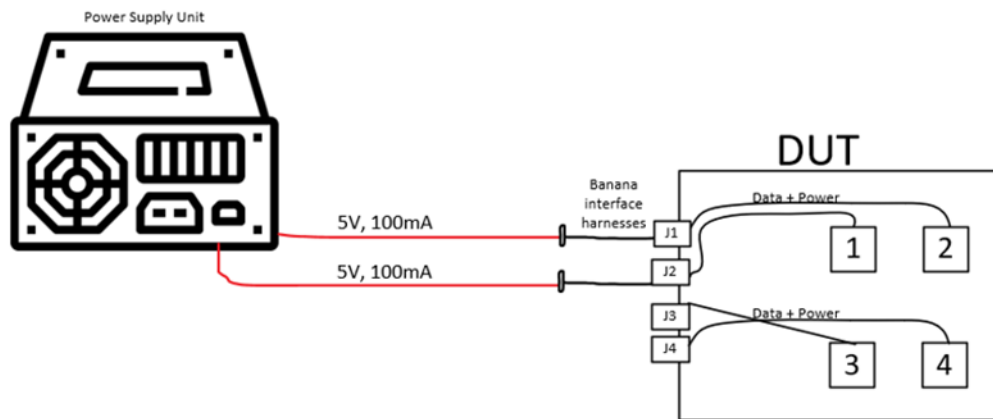 Power Supply Unit
DUT
Banana
interface
harnesses
Data + Power
5V, 100mA
J1
1
2
5V, 100mA
J2
J3
Data + Power
J4
3
4